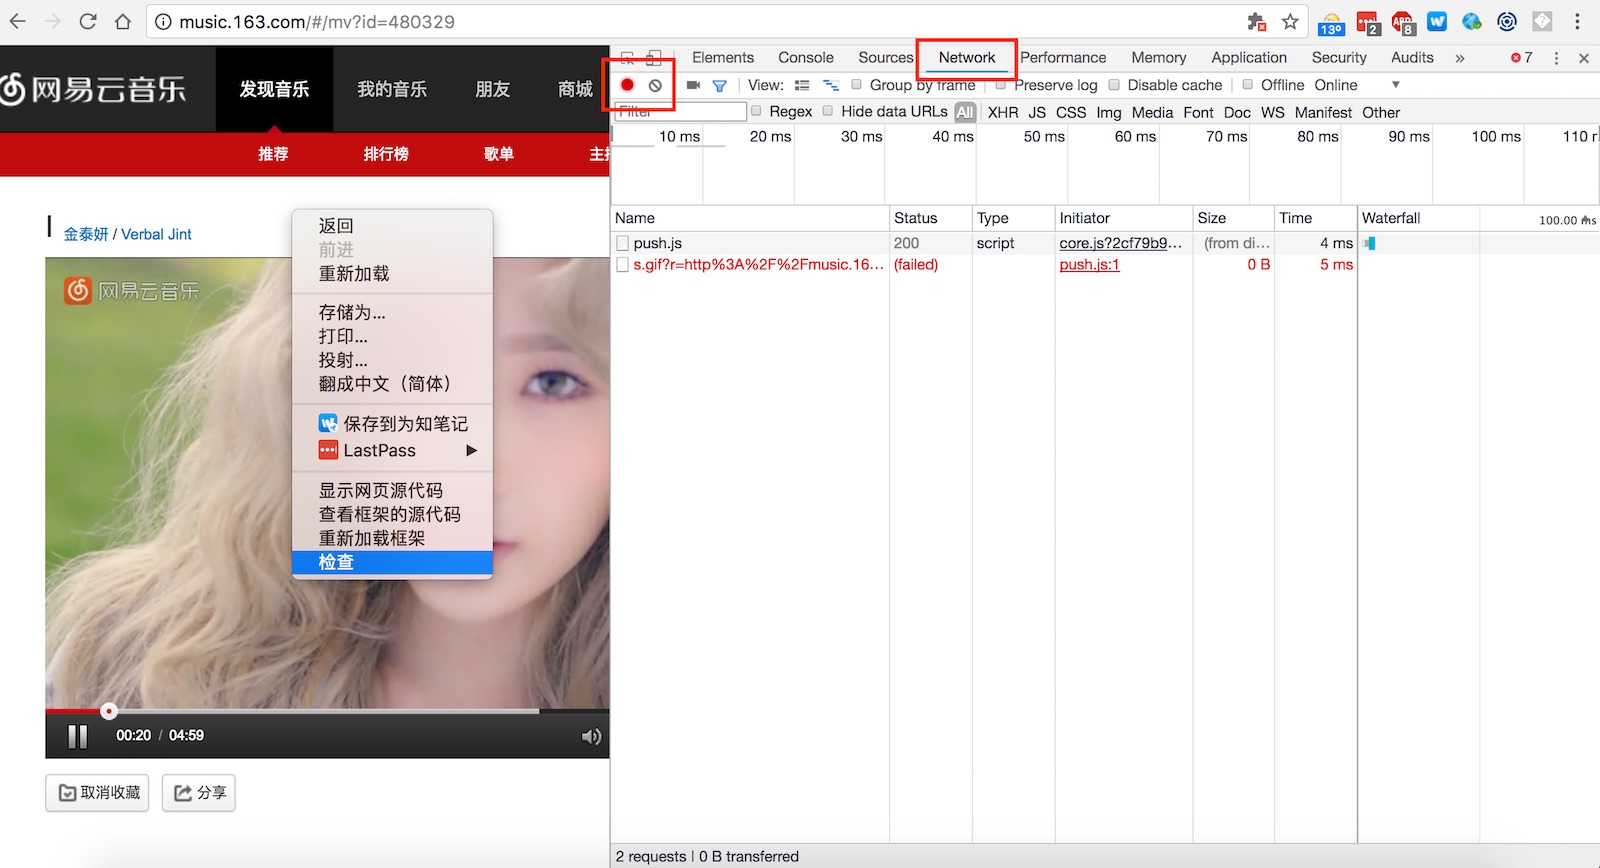 music.163.com/#/mv?id=480329
13°
2
ABP
8
W
Elements Console Sources Network Performance Memory Application Security Audits » 7
View: Group by frame Preserve log Disable cache Offline Online
Filter Regex Hide data URLs All XHR JS CSS Img Media Font Doc WS Manifest Other
10 ms 20 ms 30 ms 40 ms 50 ms 60 ms 70 ms 80 ms 90 ms 100 ms 110
Name Status Type Initiator Size Time Waterfall 100.00 ms
push.js 200 script core.js?2cf79b9... (from di... 4 ms
s.gif?r=http%3A%2F%2Fmusic.16... (failed) push.js:1 0 B 5 ms
2 requests | 0 B transferred
网易云音乐 发现音乐 我的音乐 朋友 商城
推荐 排行榜 歌单 主播
金泰妍 / Verbal Jint
网易云音乐
返回
前进
重新加载
存储为...
打印...
投射...
翻成中文（简体）
保存到为知笔记
LastPass
显示网页源代码
查看框架的源代码
重新加载框架
检查
00:20 / 04:59
取消收藏 分享